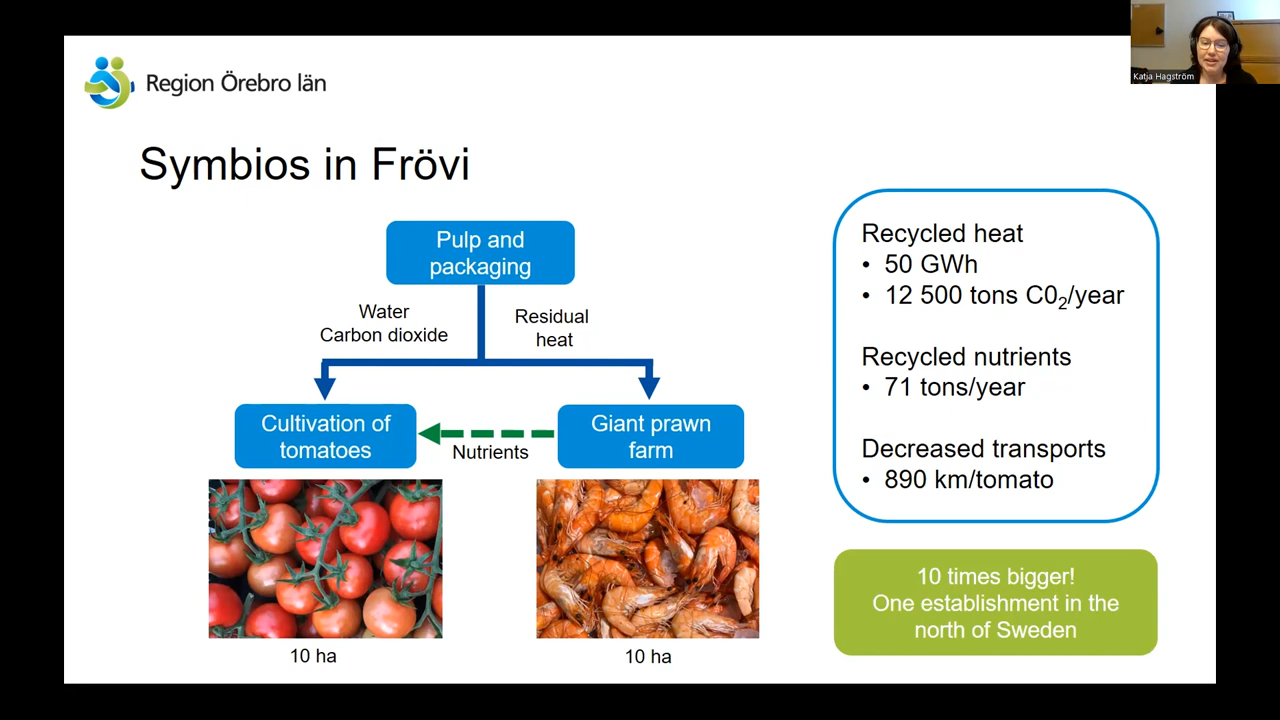 Katja Hagström
Region Örebro län
Symbios in Frövi
Pulp and
packaging
Water
Carbon dioxide
Residual
heat
Cultivation of
tomatoes
Nutrients
Giant prawn
farm
10 ha
10 ha
Recycled heat
• 50 GWh
• 12 500 tons C0₂/year
Recycled nutrients
• 71 tons/year
Decreased transports
• 890 km/tomato
10 times bigger!
One establishment in the
north of Sweden